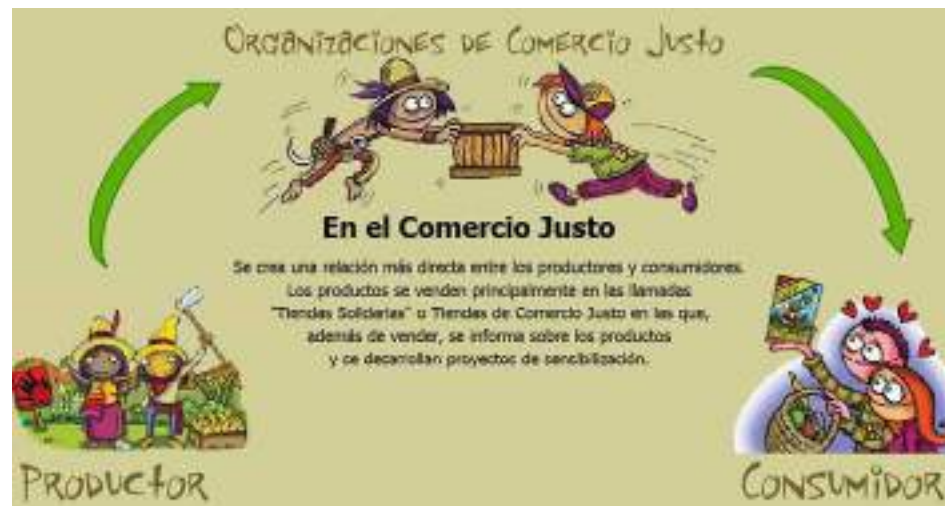 ORGANIZACIONES DE COMERCIO JUSTO
En el Comercio Justo
Se crea una relación más directa entre los productores y consumidores.
Los productos se venden principalmente en las llamadas
"Tiendas Solidarias" o Tiendas de Comercio Justo en las que,
además de vender, se informa sobre los productos
y se desarrollan proyectos de sensibilización.
PRODUCTOR
CONSUMIDOR